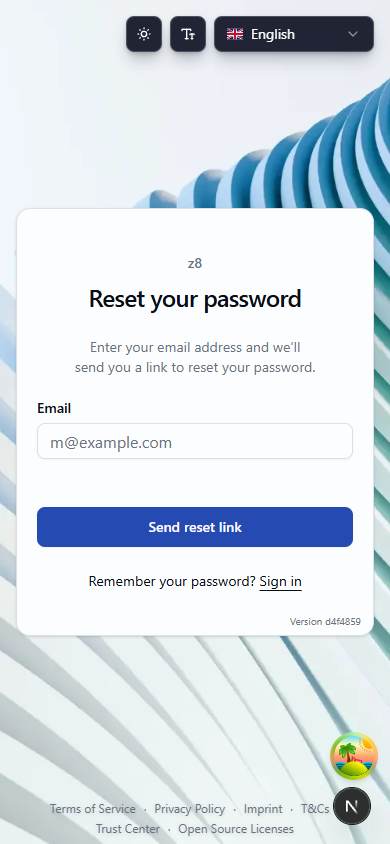 English
z8
Reset your password
Enter your email address and we'll
send you a link to reset your password.
Email
m@example.com
Send reset link
Remember your password? Sign in
Version d4f4859
Terms of Service · Privacy Policy · Imprint · T&Cs
N
Trust Center · Open Source Licenses